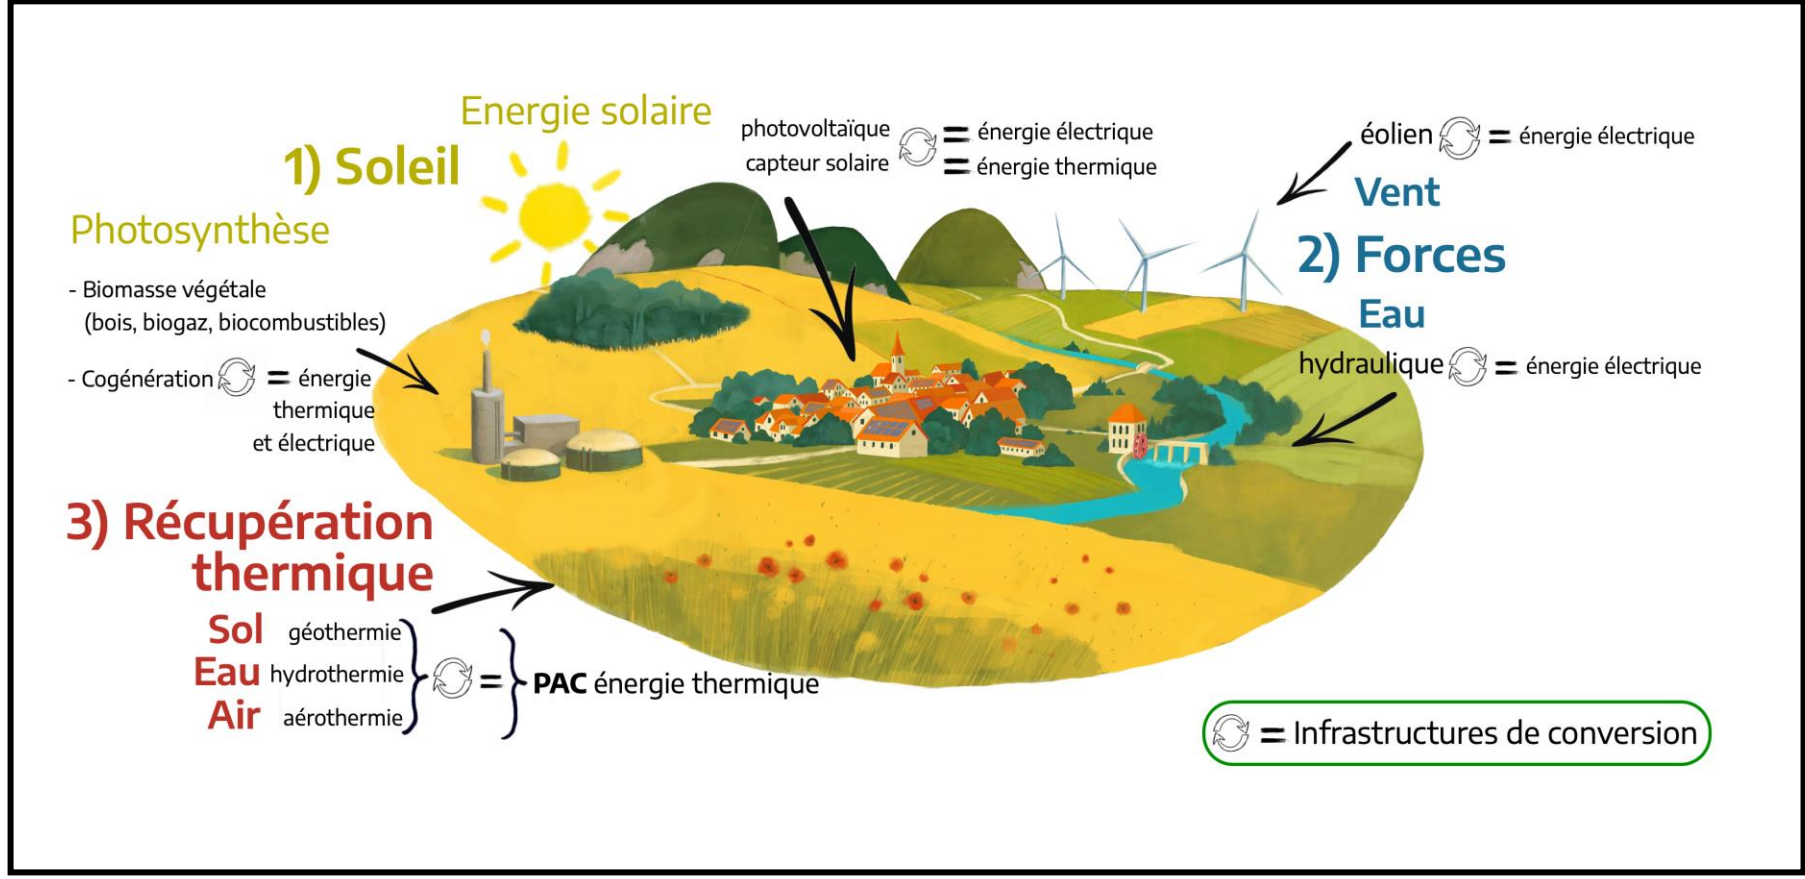 Energie solaire
1) Soleil
Photosynthèse
- Biomasse végétale
(bois, biogaz, biocombustibles)
- Cogénération = énergie
thermique
et électrique
photovoltaïque = énergie électrique
capteur solaire = énergie thermique
éolien = énergie électrique
Vent
2) Forces
Eau
hydraulique = énergie électrique
3) Récupération
thermique
Sol géothermie
Eau hydrothermie
Air aérothermie
= PAC énergie thermique
= Infrastructures de conversion